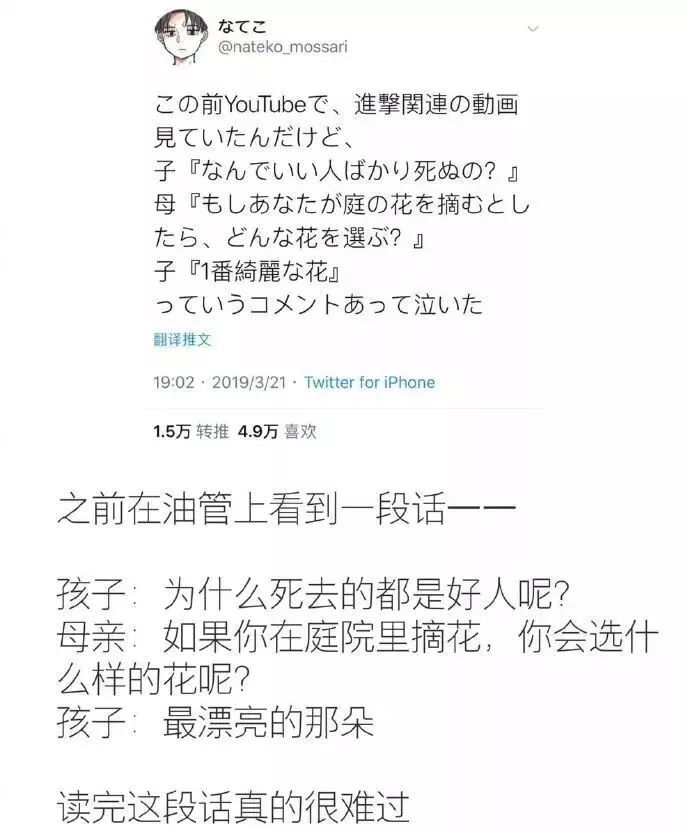 なてこ
@nateko_mossari
この前YouTubeで、進撃関連の動画
見ていたんだけど、
子『なんでいい人ばかり死ぬの？』
母『もしあなたが庭の花を摘むとし
たら、どんな花を選ぶ？』
子『1番綺麗な花』
っていうコメントあって泣いた
翻译推文
19:02 · 2019/3/21 · Twitter for iPhone
1.5万 转推 4.9万 喜欢
之前在油管上看到一段话——
孩子：为什么死去的都是好人呢？
母亲：如果你在庭院里摘花，你会选什
么样的花呢？
孩子：最漂亮的那朵
读完这段话真的很难过